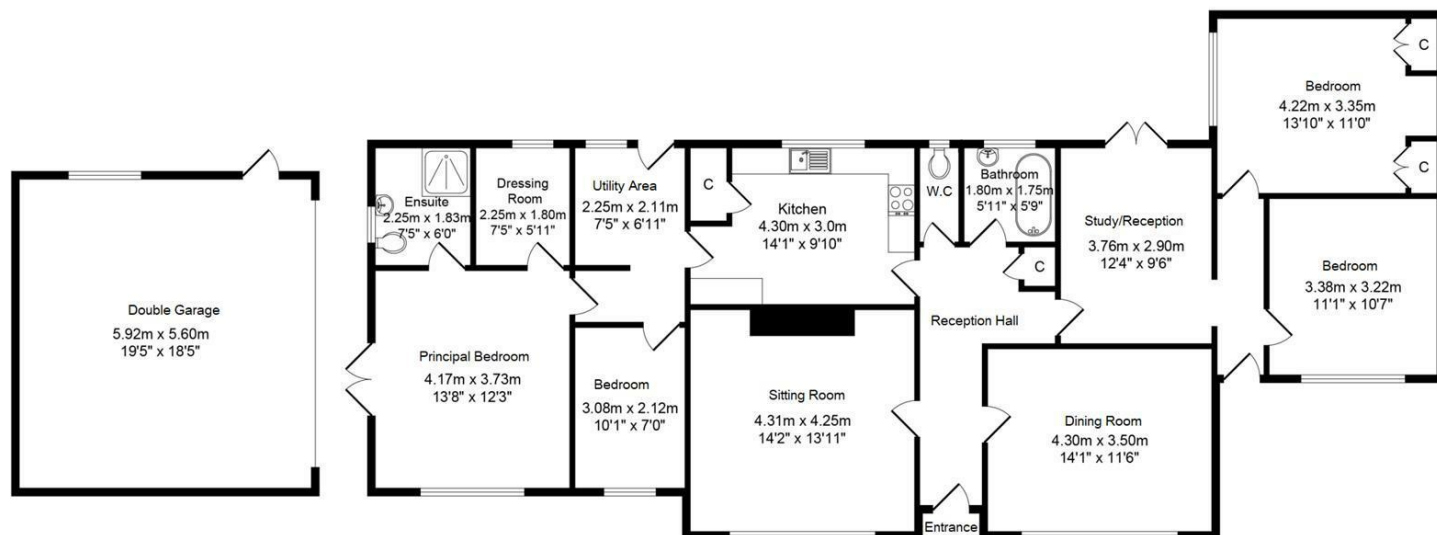 Double Garage
5.92m x 5.60m
19'5" x 18'5"
Ensuite
2.25m x 1.83m
7'5" x 6'0"
Dressing
Room
2.25m x 1.80m
7'5" x 5'11"
Utility Area
2.25m x 2.11m
7'5" x 6'11"
C
Kitchen
4.30m x 3.0m
14'1" x 9'10"
W.C
Bathroom
1.80m x 1.75m
5'11" x 5'9"
C
Study/Reception
3.76m x 2.90m
12'4" x 9'6"
Bedroom
4.22m x 3.35m
13'10" x 11'0"
C
C
Bedroom
3.38m x 3.22m
11'1" x 10'7"
Principal Bedroom
4.17m x 3.73m
13'8" x 12'3"
Bedroom
3.08m x 2.12m
10'1" x 7'0"
Sitting Room
4.31m x 4.25m
14'2" x 13'11"
Reception Hall
Dining Room
4.30m x 3.50m
14'1" x 11'6"
Entrance